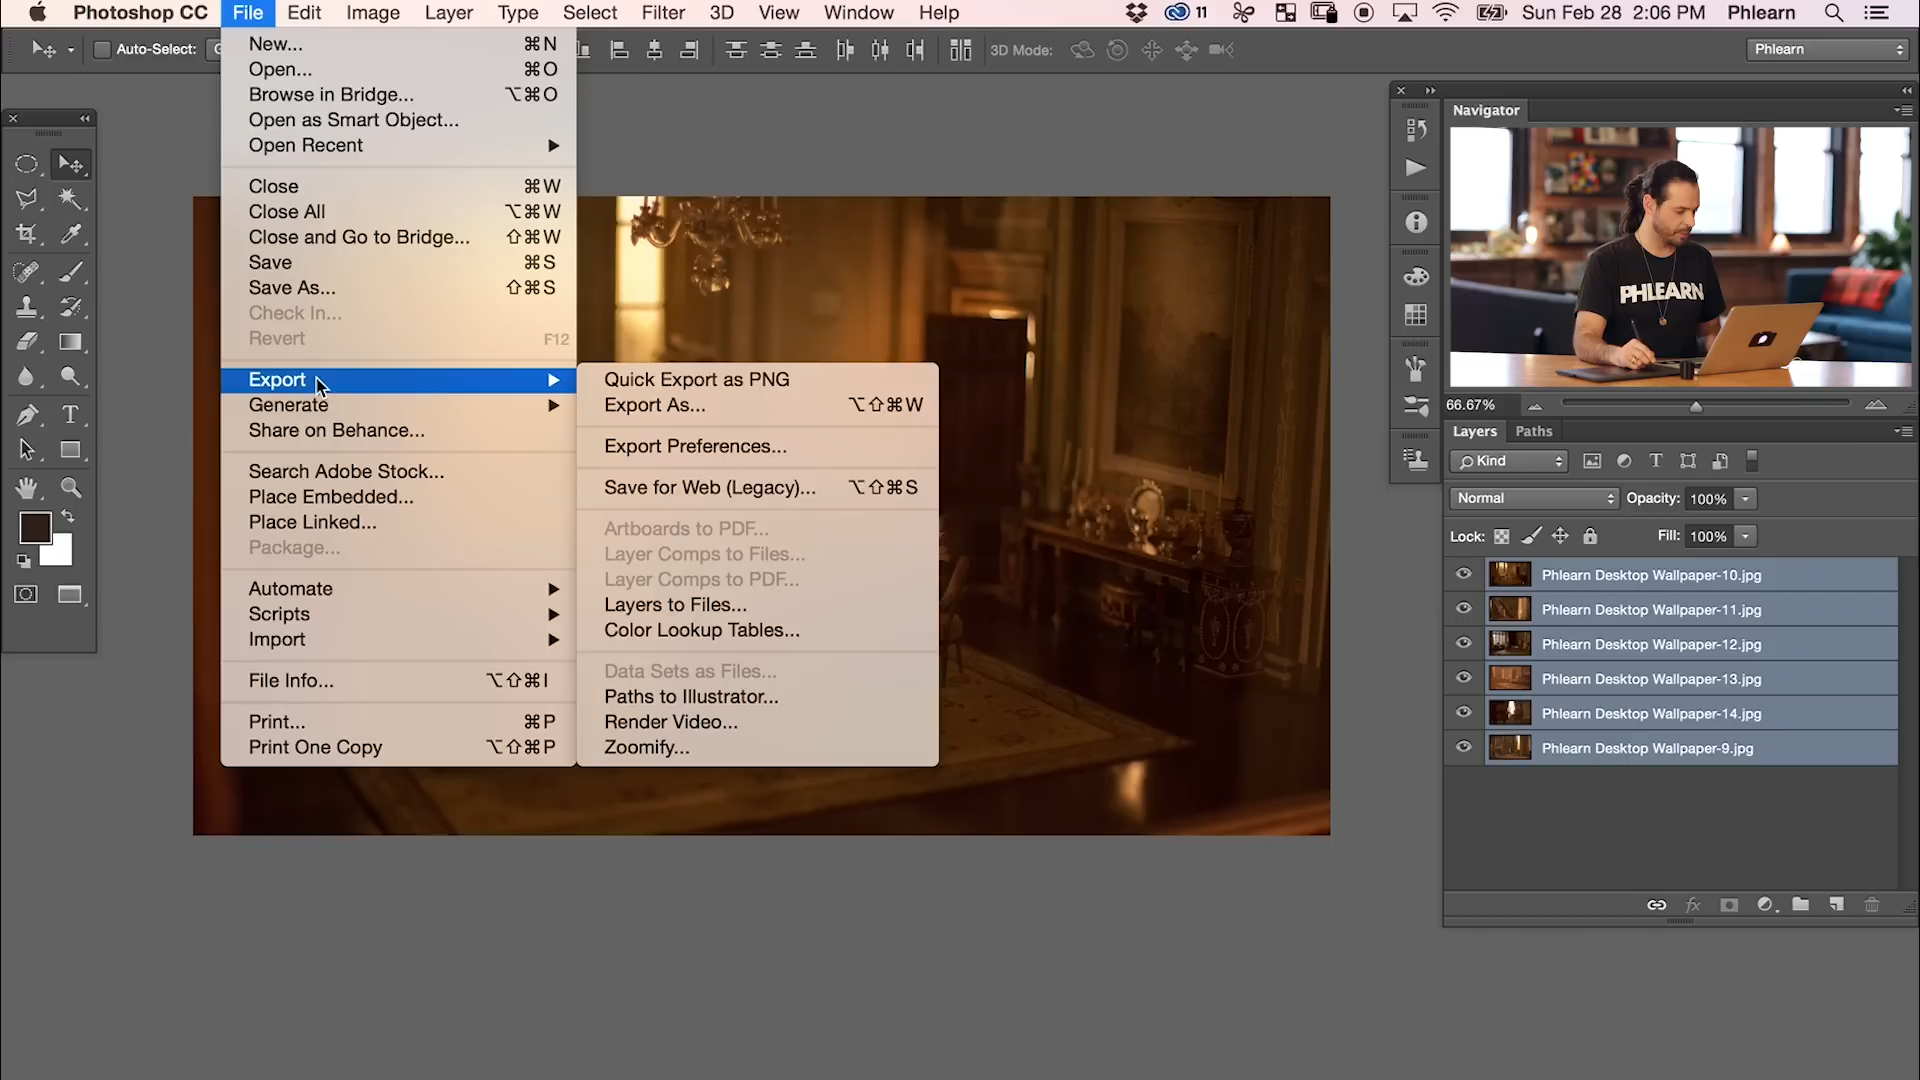 Photoshop CC File Edit Image Layer Type Select Filter 3D View Window Help 11 Sun Feb 28 2:06 PM Phlearn
Auto-Select: 3D Mode: Phlearn
New... ⌘N
Open... ⌘O
Browse in Bridge... ⌥⌘O
Open as Smart Object...
Open Recent ▶
Close ⌘W
Close All ⌥⌘W
Close and Go to Bridge... ⇧⌘W
Save ⌘S
Save As... ⇧⌘S
Check In...
Revert F12
Export ▶
Generate ▶
Share on Behance...
Search Adobe Stock...
Place Embedded...
Place Linked...
Package...
Automate ▶
Scripts ▶
Import ▶
File Info... ⌥⇧⌘I
Print... ⌘P
Print One Copy ⌥⇧⌘P
Quick Export as PNG
Export As... ⌥⇧⌘W
Export Preferences...
Save for Web (Legacy)... ⌥⇧⌘S
Artboards to PDF...
Layer Comps to Files...
Layer Comps to PDF...
Layers to Files...
Color Lookup Tables...
Data Sets as Files...
Paths to Illustrator...
Render Video...
Zoomify...
Navigator
PHLEARN
66.67%
Layers Paths
Kind
Normal Opacity: 100%
Lock: Fill: 100%
Phlearn Desktop Wallpaper-10.jpg
Phlearn Desktop Wallpaper-11.jpg
Phlearn Desktop Wallpaper-12.jpg
Phlearn Desktop Wallpaper-13.jpg
Phlearn Desktop Wallpaper-14.jpg
Phlearn Desktop Wallpaper-9.jpg